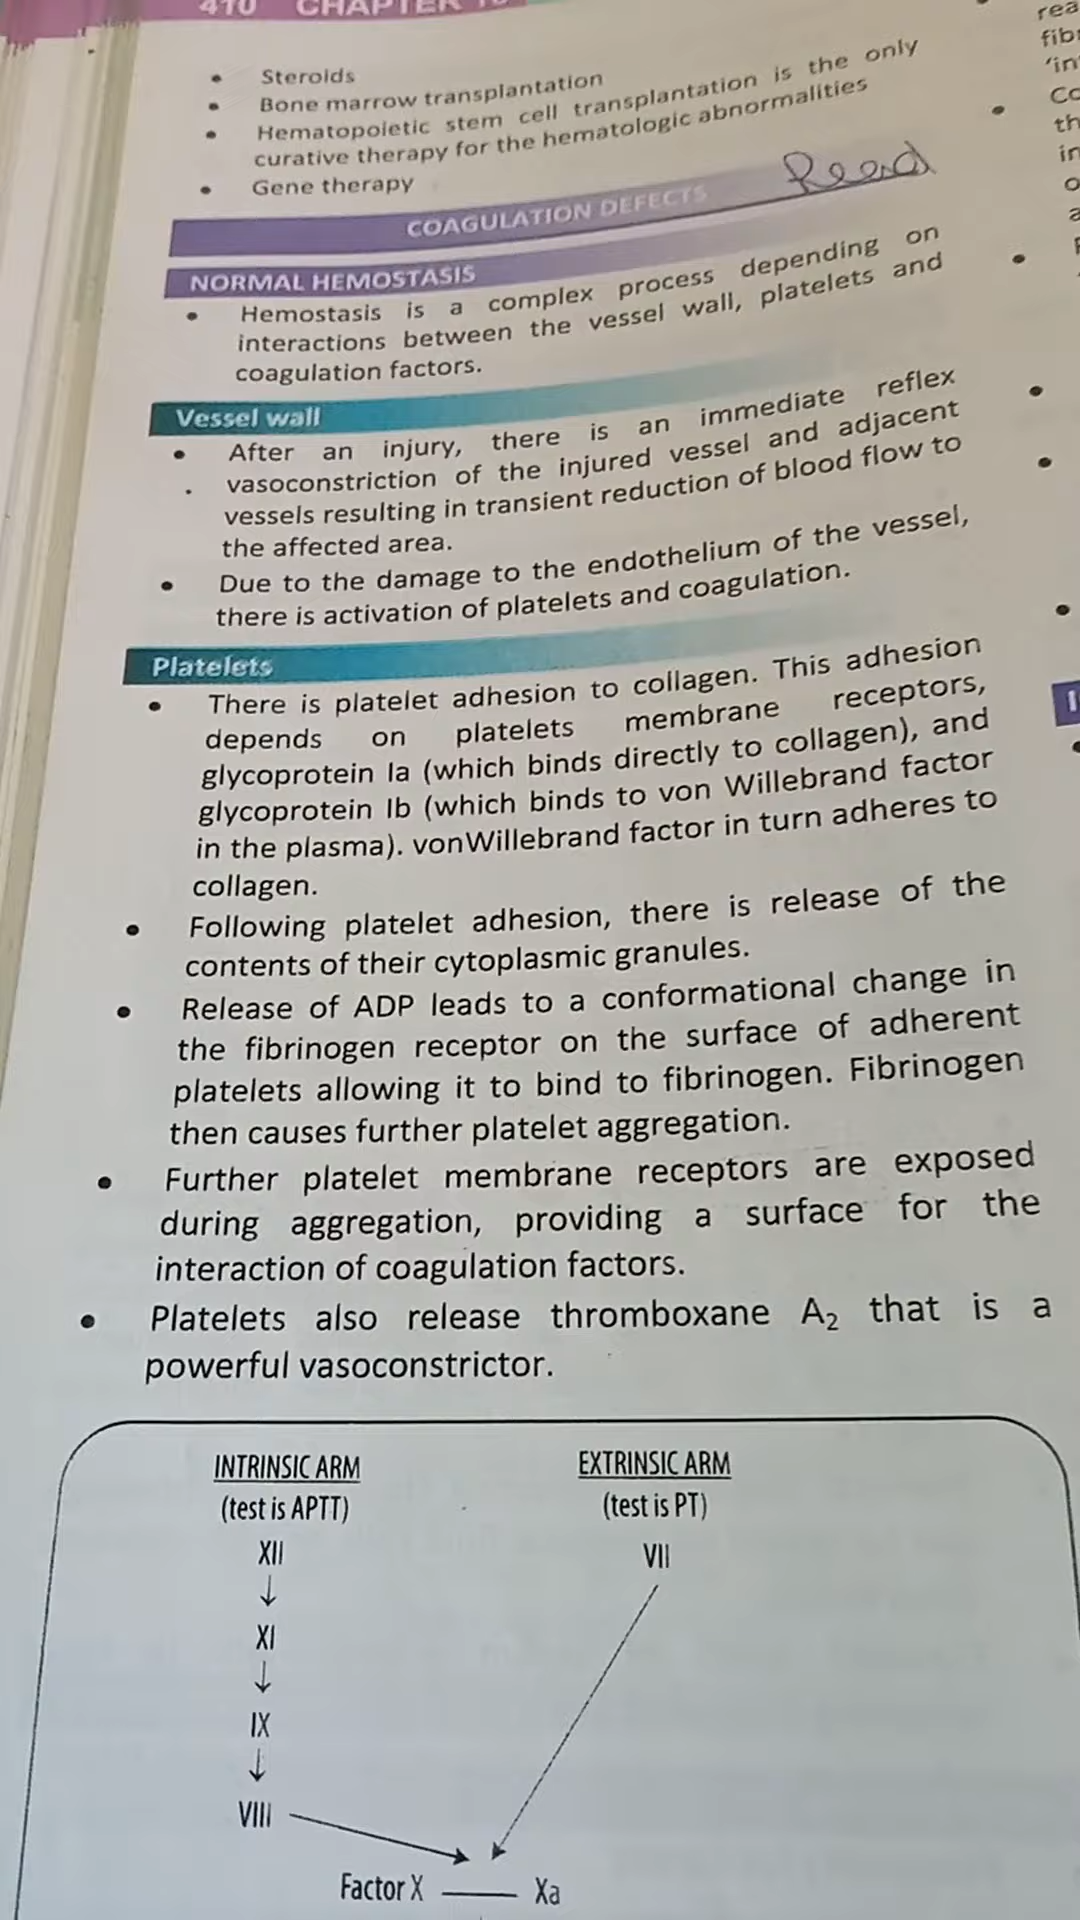 410 CHAPTER
• Steroids
• Bone marrow transplantation
• Hematopoietic stem cell transplantation is the only
curative therapy for the hematologic abnormalities
• Gene therapy
Read
COAGULATION DEFECTS
NORMAL HEMOSTASIS
• Hemostasis is a complex process depending on
interactions between the vessel wall, platelets and
coagulation factors.
Vessel wall
• After an injury, there is an immediate reflex
vasoconstriction of the injured vessel and adjacent
vessels resulting in transient reduction of blood flow to
the affected area.
• Due to the damage to the endothelium of the vessel,
there is activation of platelets and coagulation.
Platelets
• There is platelet adhesion to collagen. This adhesion
depends on platelets membrane receptors,
glycoprotein Ia (which binds directly to collagen), and
glycoprotein Ib (which binds to von Willebrand factor
in the plasma). vonWillebrand factor in turn adheres to
collagen.
• Following platelet adhesion, there is release of the
contents of their cytoplasmic granules.
• Release of ADP leads to a conformational change in
the fibrinogen receptor on the surface of adherent
platelets allowing it to bind to fibrinogen. Fibrinogen
then causes further platelet aggregation.
• Further platelet membrane receptors are exposed
during aggregation, providing a surface for the
interaction of coagulation factors.
• Platelets also release thromboxane A₂ that is a
powerful vasoconstrictor.
INTRINSIC ARM
(test is APTT)
XII
↓
XI
↓
IX
↓
VIII
EXTRINSIC ARM
(test is PT)
VII
Factor X — Xa